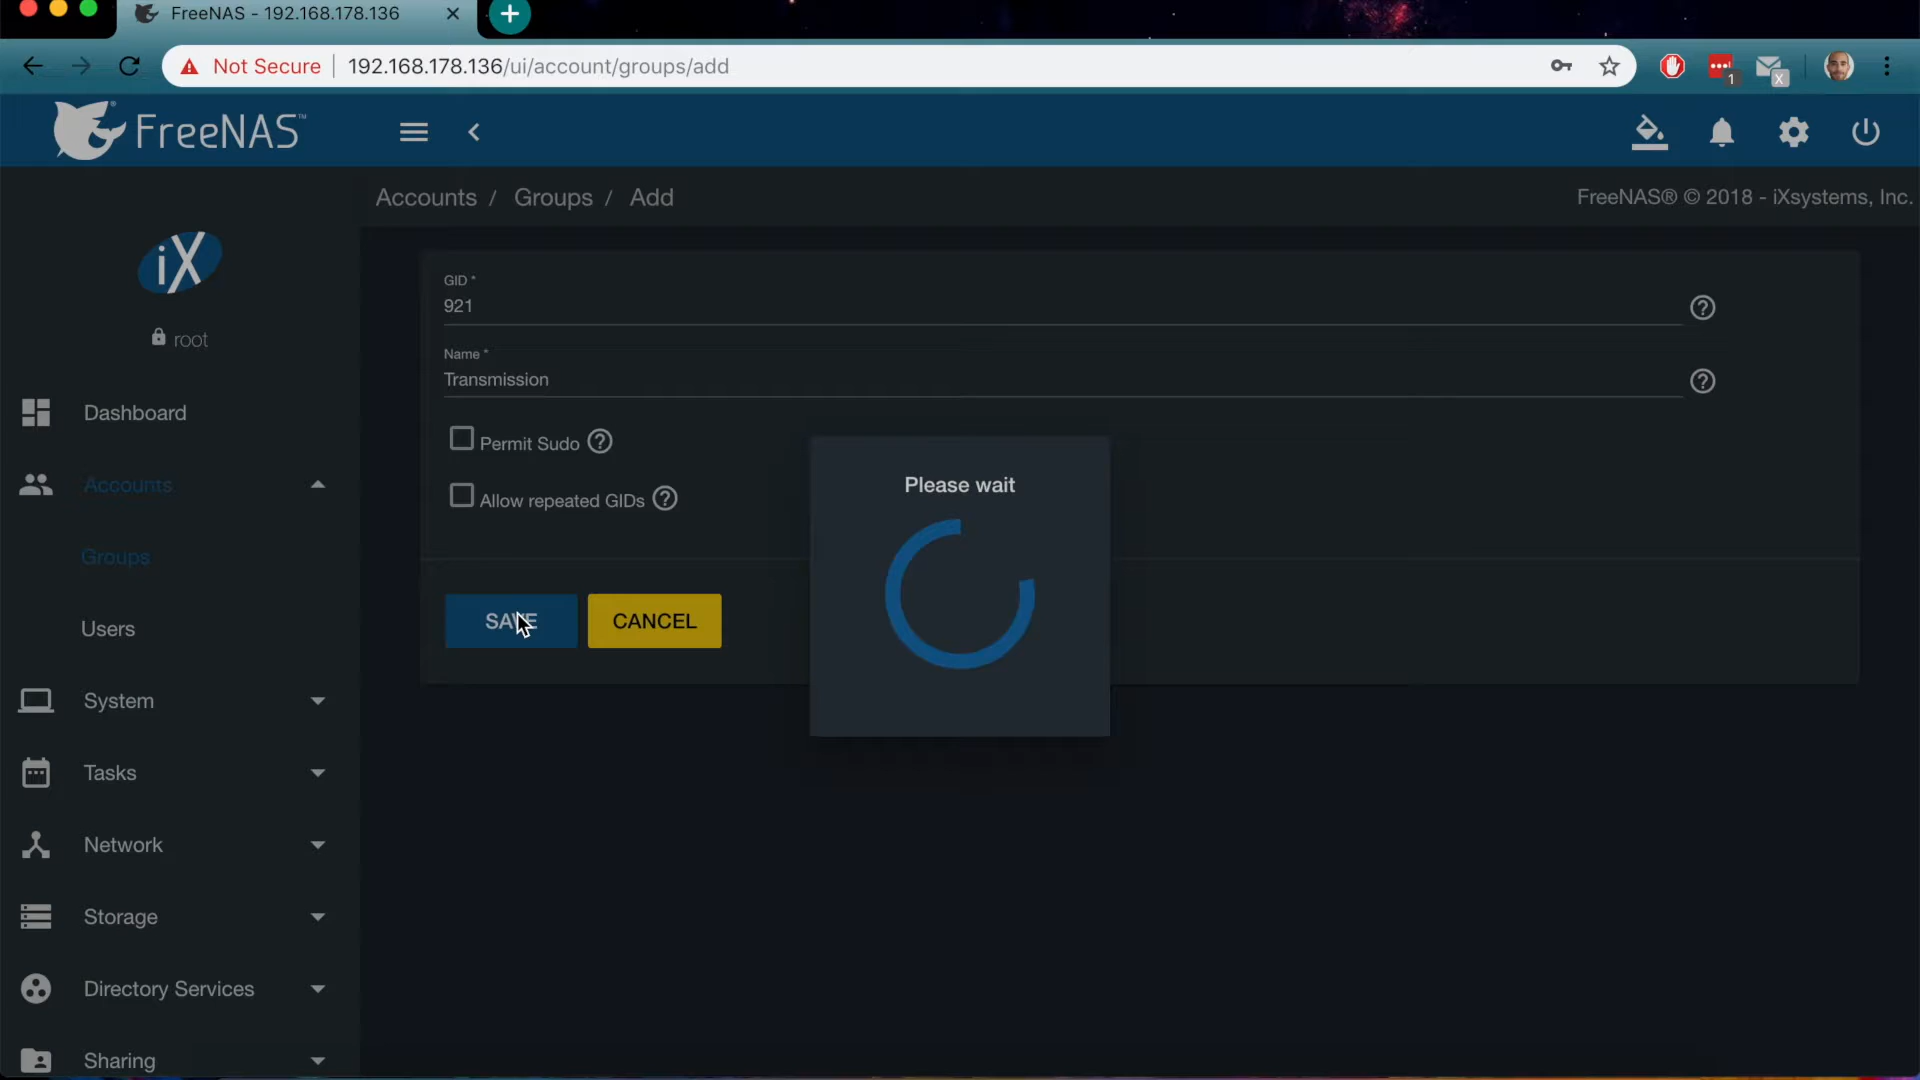 FreeNAS - 192.168.178.136
Not Secure
192.168.178.136/ui/account/groups/add
1
X
FreeNAS™
Accounts / Groups / Add
FreeNAS® © 2018 - iXsystems, Inc.
iX
root
GID *
921
Name *
Transmission
Permit Sudo
Allow repeated GIDs
Please wait
SAVE
CANCEL
Dashboard
Accounts
Groups
Users
System
Tasks
Network
Storage
Directory Services
Sharing